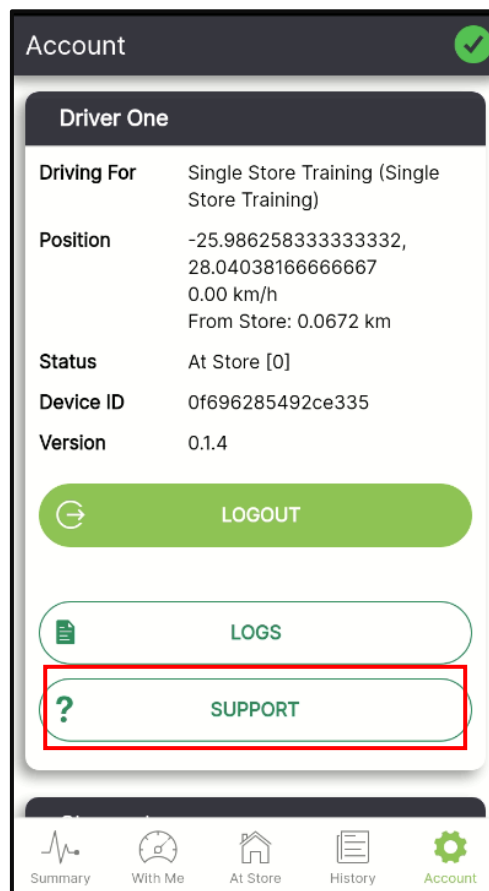 Account
Driver One
Driving For Single Store Training (Single
Store Training)
Position -25.986258333333332,
28.04038166666667
0.00 km/h
From Store: 0.0672 km
Status At Store [0]
Device ID 0f696285492ce335
Version 0.1.4
LOGOUT
LOGS
? SUPPORT
Summary With Me At Store History Account